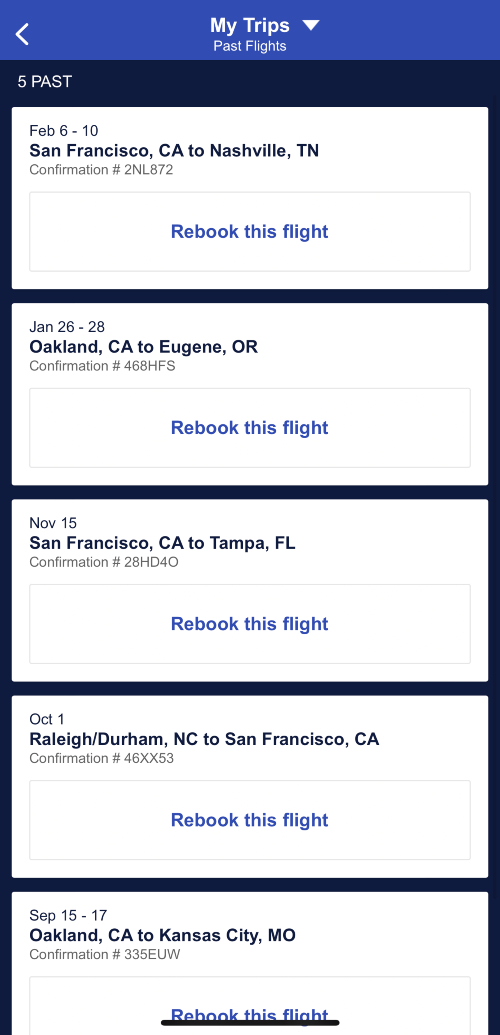 My Trips
Past Flights
5 PAST
Feb 6 - 10
San Francisco, CA to Nashville, TN
Confirmation # 2NL872
Rebook this flight
Jan 26 - 28
Oakland, CA to Eugene, OR
Confirmation # 468HFS
Rebook this flight
Nov 15
San Francisco, CA to Tampa, FL
Confirmation # 28HD4O
Rebook this flight
Oct 1
Raleigh/Durham, NC to San Francisco, CA
Confirmation # 46XX53
Rebook this flight
Sep 15 - 17
Oakland, CA to Kansas City, MO
Confirmation # 335EUW
Rebook this flight